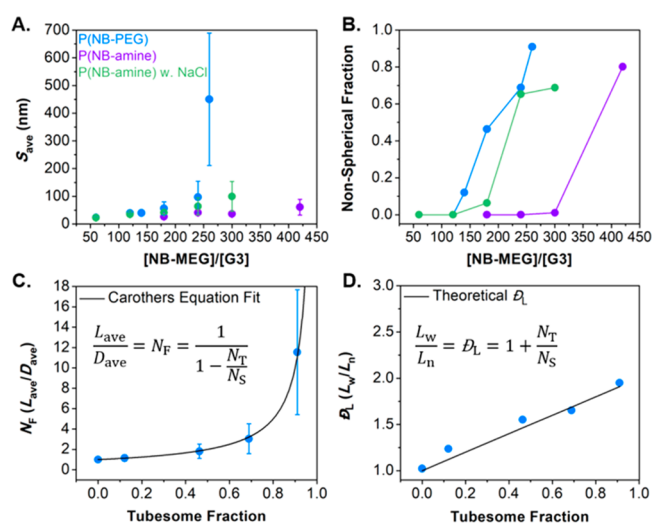 A.
700
600
500
400
300
200
100
0
S_ave (nm)
P(NB-PEG)
P(NB-amine)
P(NB-amine) w. NaCl
50 100 150 200 250 300 350 400 450
[NB-MEG]/[G3]
B.
1.0
0.8
0.6
0.4
0.2
0.0
Non-Spherical Fraction
50 100 150 200 250 300 350 400 450
[NB-MEG]/[G3]
C.
18
16
14
12
10
8
6
4
2
0
N_F (L_ave/D_ave)
Carothers Equation Fit
L_ave/D_ave = N_F = 1/(1 − N_T/N_S)
0.0 0.2 0.4 0.6 0.8 1.0
Tubesome Fraction
D.
3.0
2.5
2.0
1.5
1.0
Đ_L (L_w/L_n)
Theoretical Đ_L
L_w/L_n = Đ_L = 1 + N_T/N_S
0.0 0.2 0.4 0.6 0.8 1.0
Tubesome Fraction